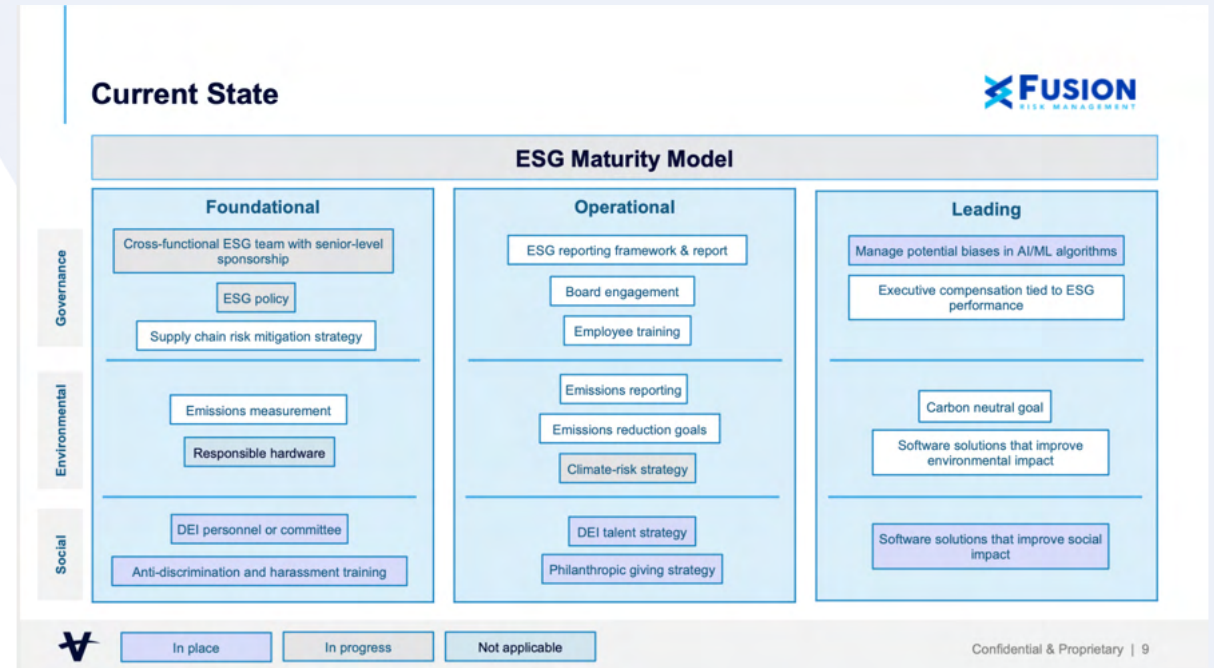 Current State
FUSION
RISK MANAGEMENT
ESG Maturity Model
Foundational
Operational
Leading
Governance
Cross-functional ESG team with senior-level
sponsorship
ESG policy
Supply chain risk mitigation strategy
ESG reporting framework & report
Board engagement
Employee training
Manage potential biases in AI/ML algorithms
Executive compensation tied to ESG
performance
Environmental
Emissions measurement
Responsible hardware
Emissions reporting
Emissions reduction goals
Climate-risk strategy
Carbon neutral goal
Software solutions that improve
environmental impact
Social
DEI personnel or committee
Anti-discrimination and harassment training
DEI talent strategy
Philanthropic giving strategy
Software solutions that improve social
impact
In place
In progress
Not applicable
Confidential & Proprietary | 9